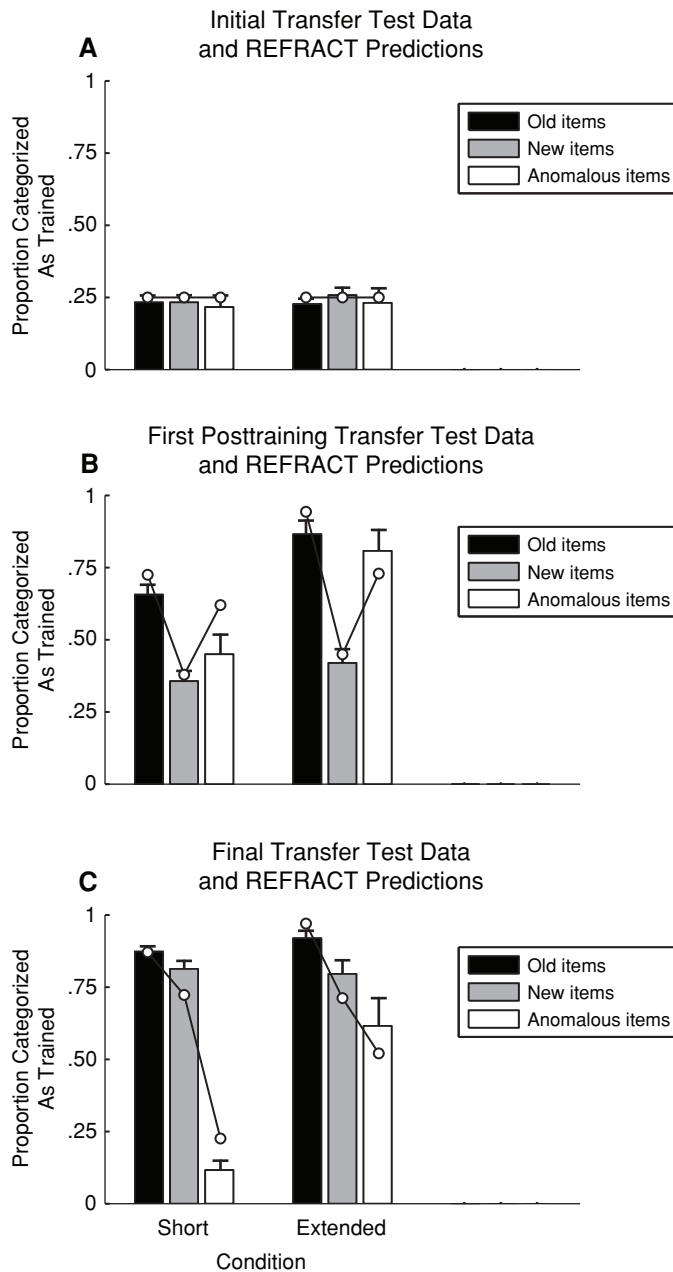 Initial Transfer Test Data
A and REFRACT Predictions
1
.75
.50
.25
0
Proportion Categorized
As Trained
Old items
New items
Anomalous items
First Posttraining Transfer Test Data
B and REFRACT Predictions
1
.75
.50
.25
0
Proportion Categorized
As Trained
Old items
New items
Anomalous items
Final Transfer Test Data
C and REFRACT Predictions
1
.75
.50
.25
0
Proportion Categorized
As Trained
Old items
New items
Anomalous items
Short Extended
Condition